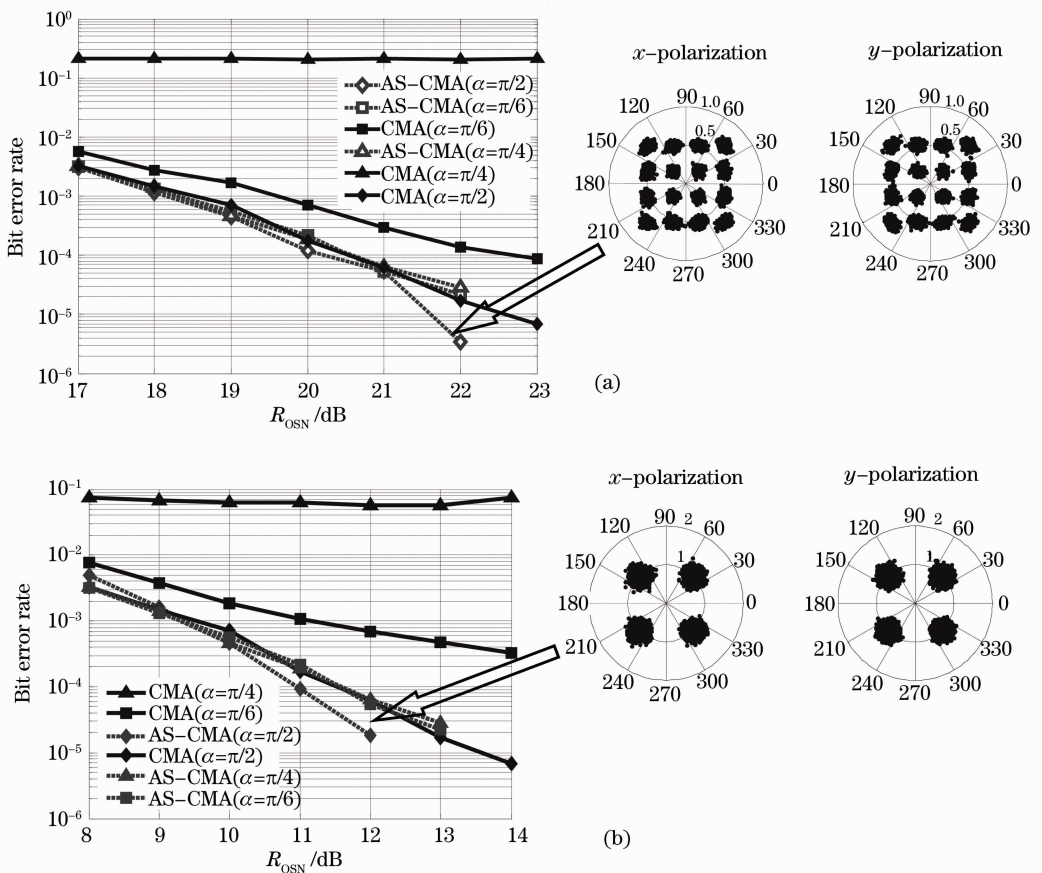 10⁰
10⁻¹
10⁻²
10⁻³
10⁻⁴
10⁻⁵
10⁻⁶
Bit error rate
AS-CMA(α=π/2)
AS-CMA(α=π/6)
CMA(α=π/6)
AS-CMA(α=π/4)
CMA(α=π/4)
CMA(α=π/2)
17 18 19 20 21 22 23
R_OSN /dB
x-polarization
90 1.0 60
120
0.5
150 30
180 0
210 330
240 300
270
y-polarization
90 1.0 60
120
0.5
150 30
180 0
210 330
240 300
270
(a)
10⁻¹
10⁻²
10⁻³
10⁻⁴
10⁻⁵
10⁻⁶
Bit error rate
CMA(α=π/4)
CMA(α=π/6)
AS-CMA(α=π/2)
CMA(α=π/2)
AS-CMA(α=π/4)
AS-CMA(α=π/6)
8 9 10 11 12 13 14
R_OSN /dB
x-polarization
90 2
120 60
1
150 30
180 0
210 330
240 300
270
y-polarization
90 2
120 60
1
150 30
180 0
210 330
240 300
270
(b)